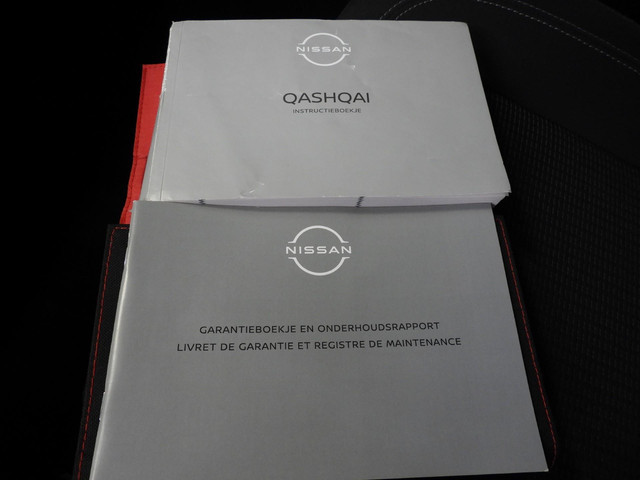 NISSAN
QASHQAI
INSTRUCTIEBOEKJE
NISSAN
GARANTIEBOEKJE EN ONDERHOUDSRAPPORT
LIVRET DE GARANTIE ET REGISTRE DE MAINTENANCE